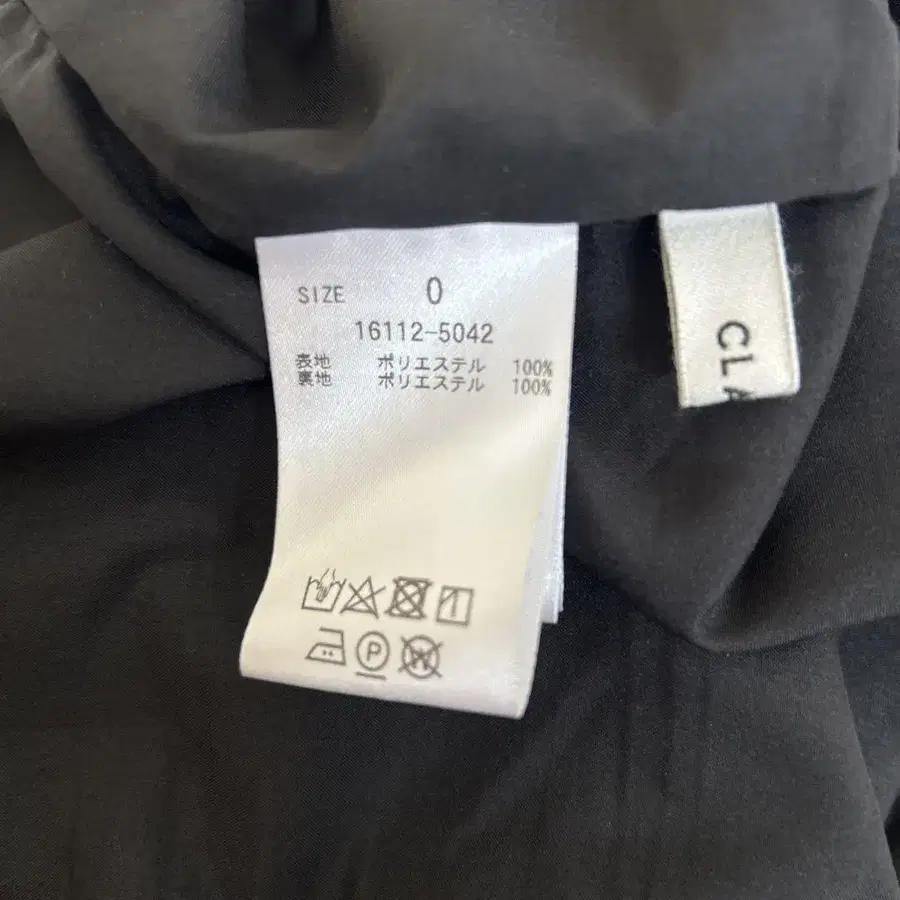 SIZE 0
16112-5042
表地 ポリエステル 100%
裏地 ポリエステル 100%
P
W
CLA